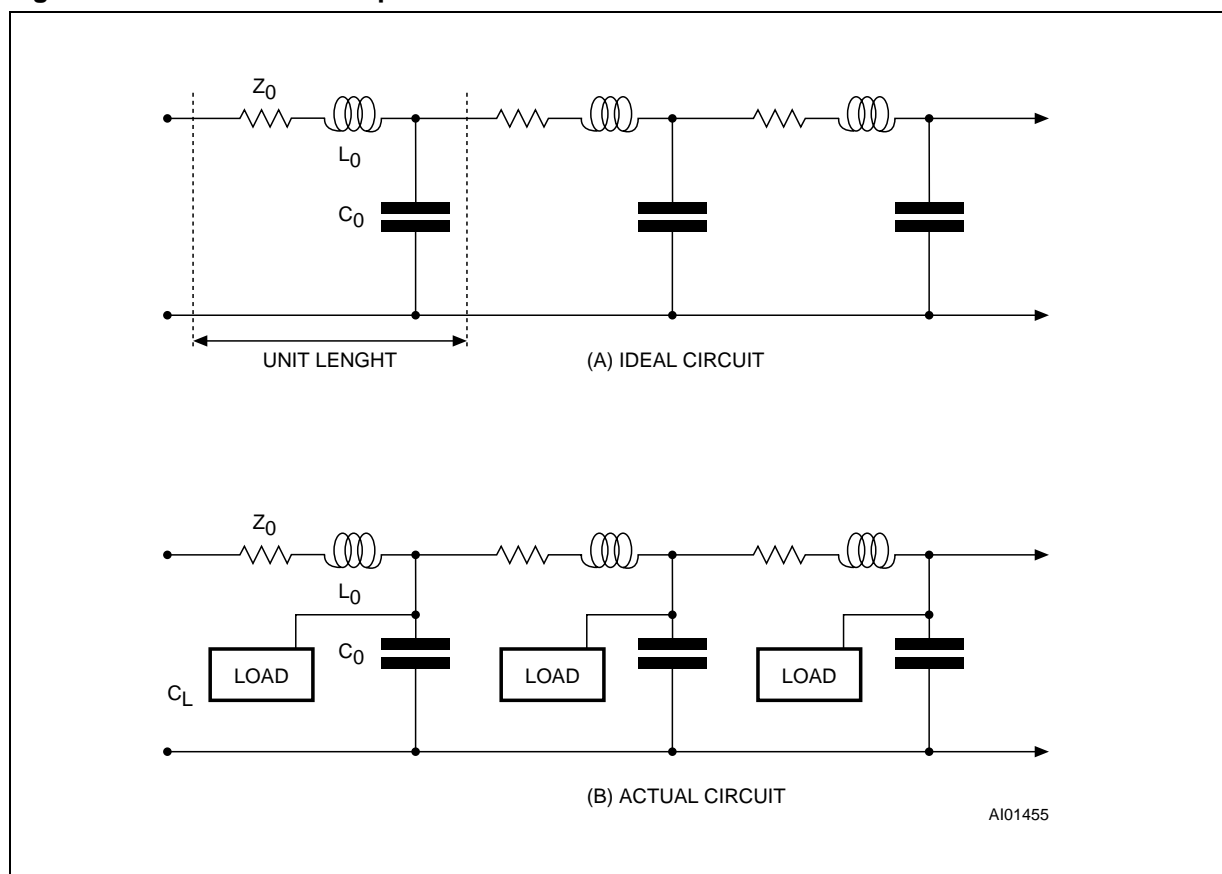 Z0
L0
C0
UNIT LENGHT
(A) IDEAL CIRCUIT
Z0
L0
LOAD
C0
LOAD
LOAD
CL
(B) ACTUAL CIRCUIT
AI01455